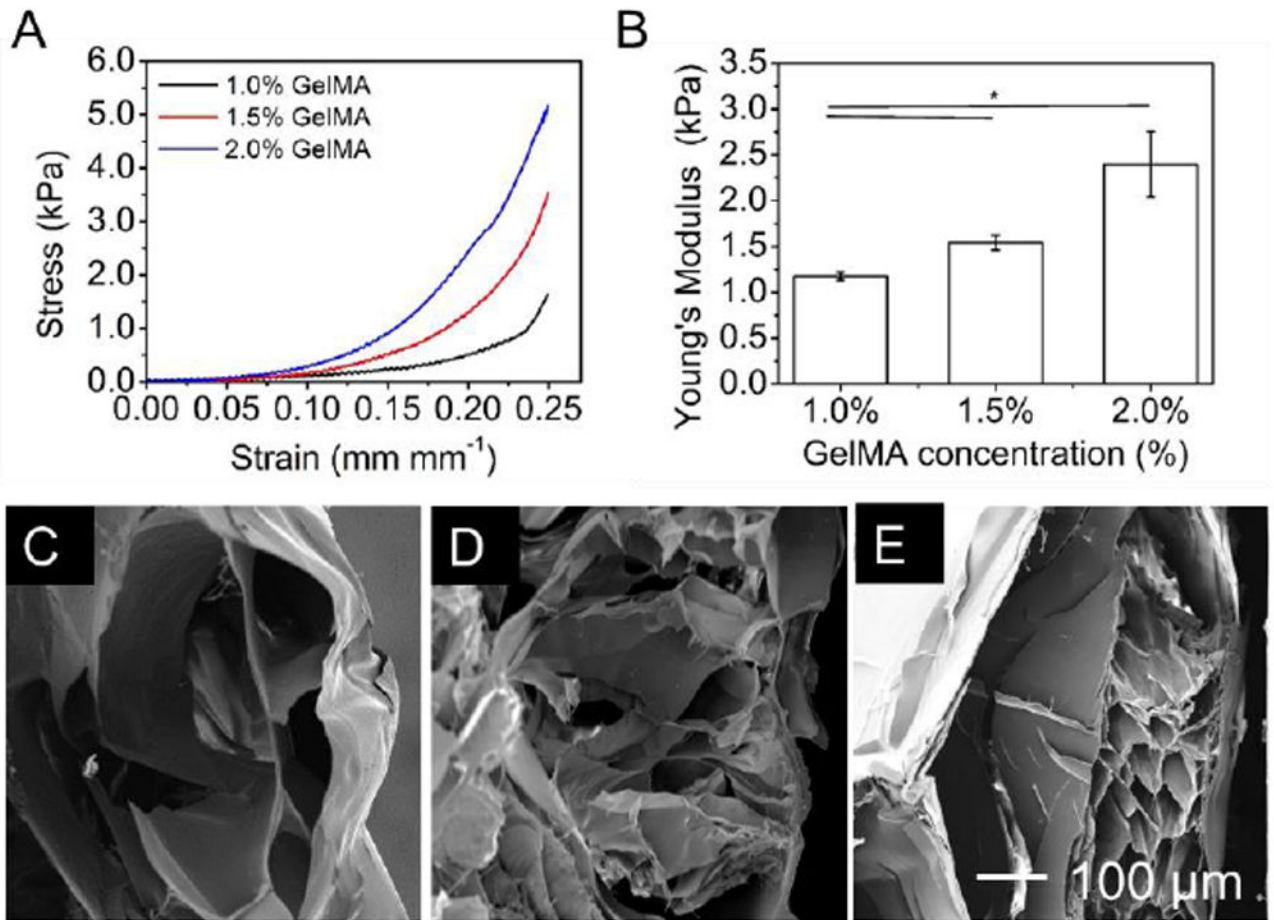 A
6.0
5.0
4.0
3.0
2.0
1.0
0.0
Stress (kPa)
1.0% GelMA
1.5% GelMA
2.0% GelMA
0.00 0.05 0.10 0.15 0.20 0.25
Strain (mm mm⁻¹)
B
3.5
3.0
2.5
2.0
1.5
1.0
0.5
0.0
Young's Modulus (kPa)
*
1.0% 1.5% 2.0%
GelMA concentration (%)
C
D
E
100 µm